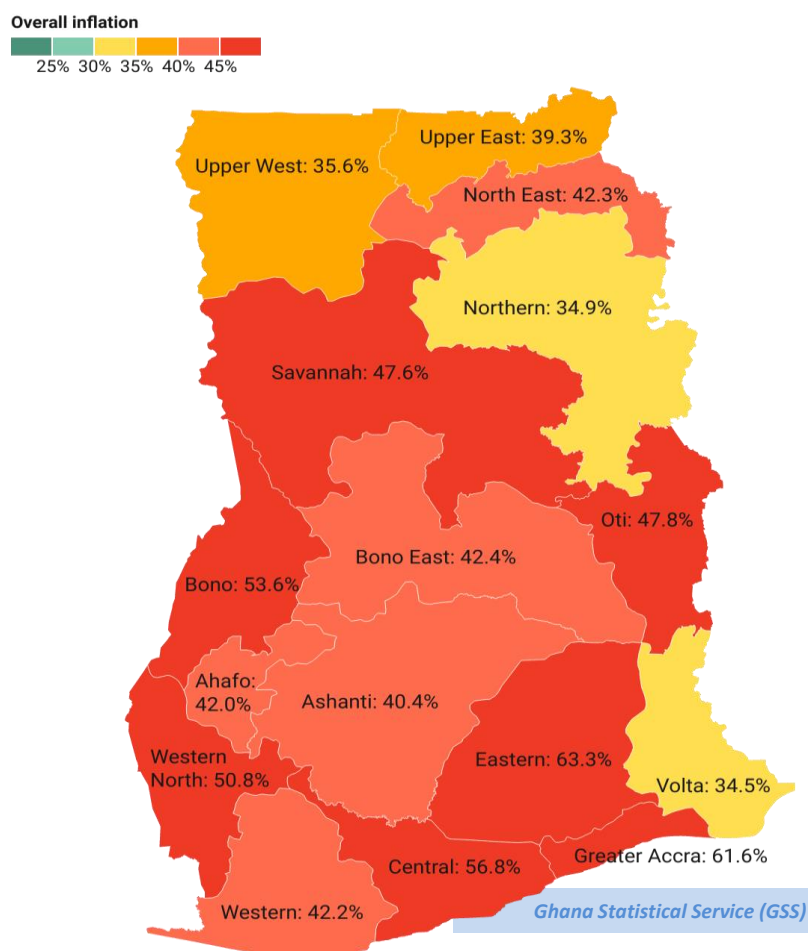 Overall inflation
25% 30% 35% 40% 45%
Upper East: 39.3%
Upper West: 35.6%
North East: 42.3%
Northern: 34.9%
Savannah: 47.6%
Oti: 47.8%
Bono East: 42.4%
Bono: 53.6%
Ahafo:
42.0%
Ashanti: 40.4%
Western
North: 50.8%
Eastern: 63.3%
Volta: 34.5%
Greater Accra: 61.6%
Central: 56.8%
Western: 42.2%
Ghana Statistical Service (GSS)